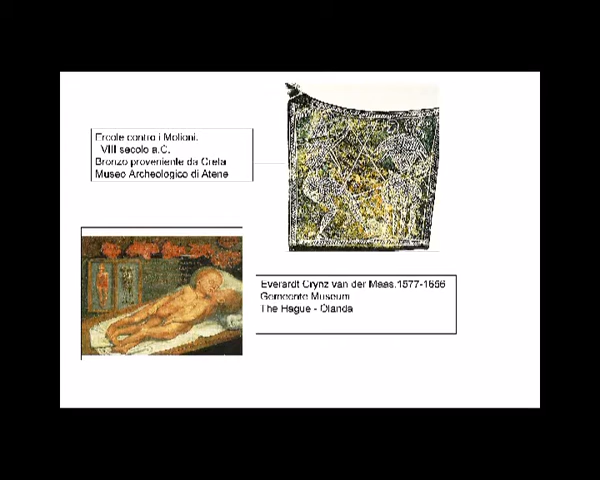 Ercole contro i Molioni.
VIII secolo a.C.
Bronzo proveniente da Creta
Museo Archeologico di Atene
Everardt Crynz van der Maas.1577-1656
Gemeente Museum
The Hague - Olanda